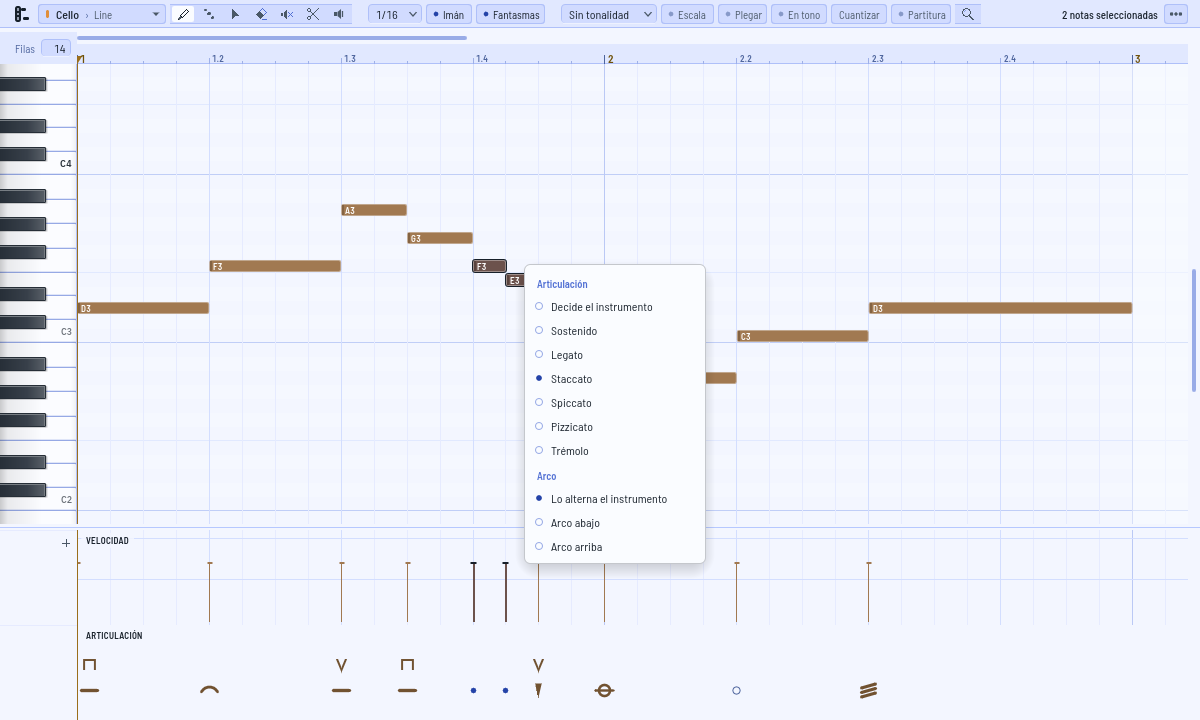 Cello › Line
1/16
Imán
Fantasmas
Sin tonalidad
Escala
Plegar
En tono
Cuantizar
Partitura
2 notas seleccionadas
Filas 14
1 1.2 1.3 1.4 2 2.2 2.3 2.4 3
C4
A3
G3
F3 F3
E3
D3 D3
C3 C3
C2
Articulación
Decide el instrumento
Sostenido
Legato
Staccato
Spiccato
Pizzicato
Trémolo
Arco
Lo alterna el instrumento
Arco abajo
Arco arriba
VELOCIDAD
ARTICULACIÓN